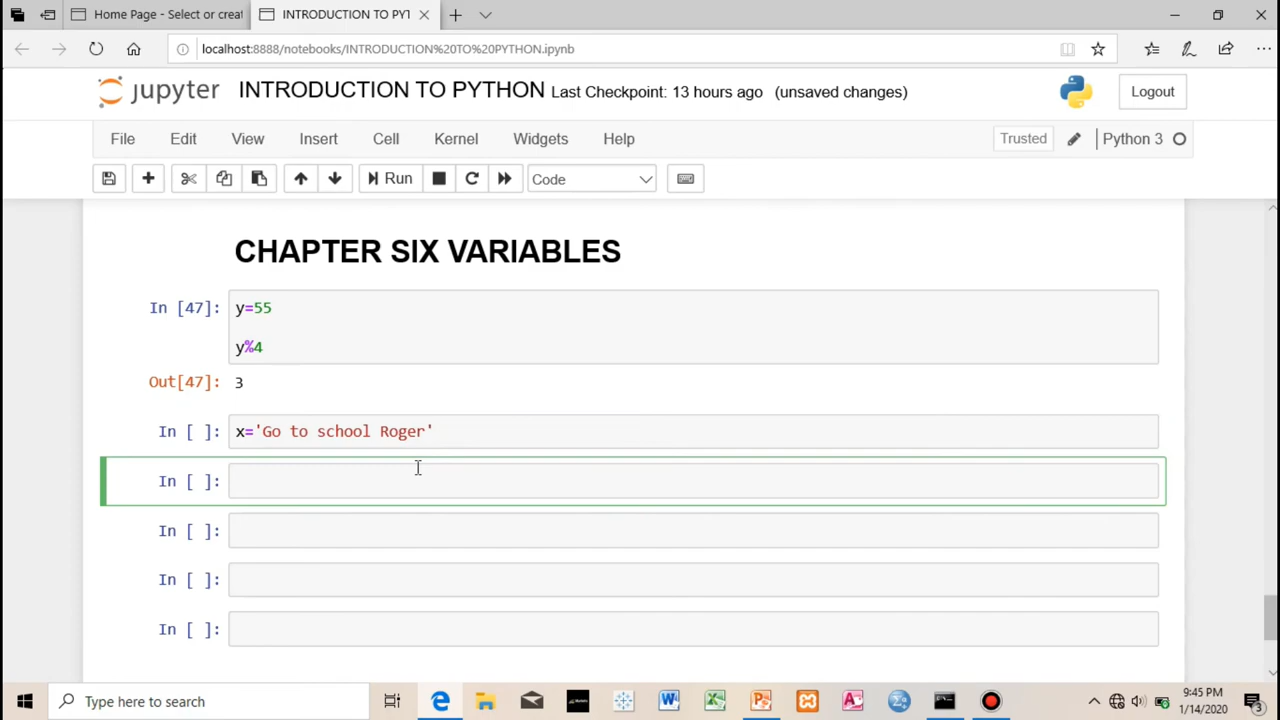 Home Page - Select or creat
INTRODUCTION TO PYT
localhost:8888/notebooks/INTRODUCTION%20TO%20PYTHON.ipynb
jupyter INTRODUCTION TO PYTHON Last Checkpoint: 13 hours ago (unsaved changes)
Logout
File Edit View Insert Cell Kernel Widgets Help
Trusted Python 3
Run Code
CHAPTER SIX VARIABLES
In [47]: y=55
y%4
Out[47]: 3
In [ ]: x='Go to school Roger'
In [ ]:
In [ ]:
In [ ]:
In [ ]:
Type here to search
9:45 PM
1/14/2020
3